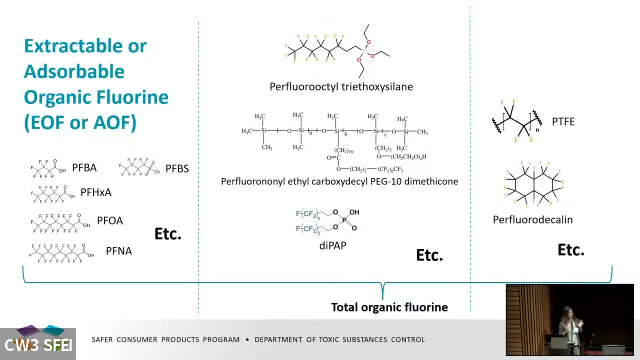 Extractable or
Adsorbable
Organic Fluorine
(EOF or AOF)
PFBA
PFBS
PFHxA
PFOA
PFNA
Etc.
Perfluorooctyl triethoxysilane
Perfluorononyl ethyl carboxydecyl PEG-10 dimethicone
diPAP
Etc.
PTFE
Perfluorodecalin
Etc.
Total organic fluorine
CW3 SFEI
SAFER CONSUMER PRODUCTS PROGRAM • DEPARTMENT OF TOXIC SUBSTANCES CONTROL